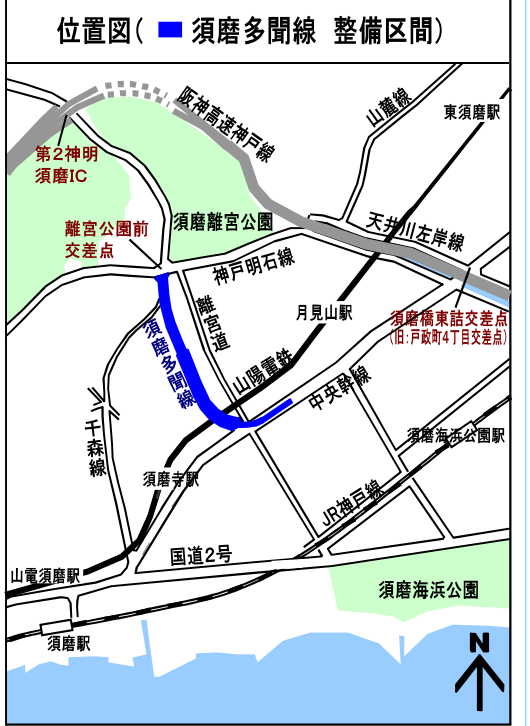 位置図( ■ 須磨多聞線 整備区間)
阪神高速神戸線
山麓線
東須磨駅
第2神明
須磨IC
離宮公園前
交差点
須磨離宮公園
天井川左岸線
神戸明石線
離宮道
月見山駅
須磨橋東詰交差点
(旧:戸政町4丁目交差点)
須磨多聞線
山陽電鉄
中央幹線
千森線
須磨海浜公園駅
須磨寺駅
JR神戸線
国道2号
山電須磨駅
須磨海浜公園
須磨駅
N